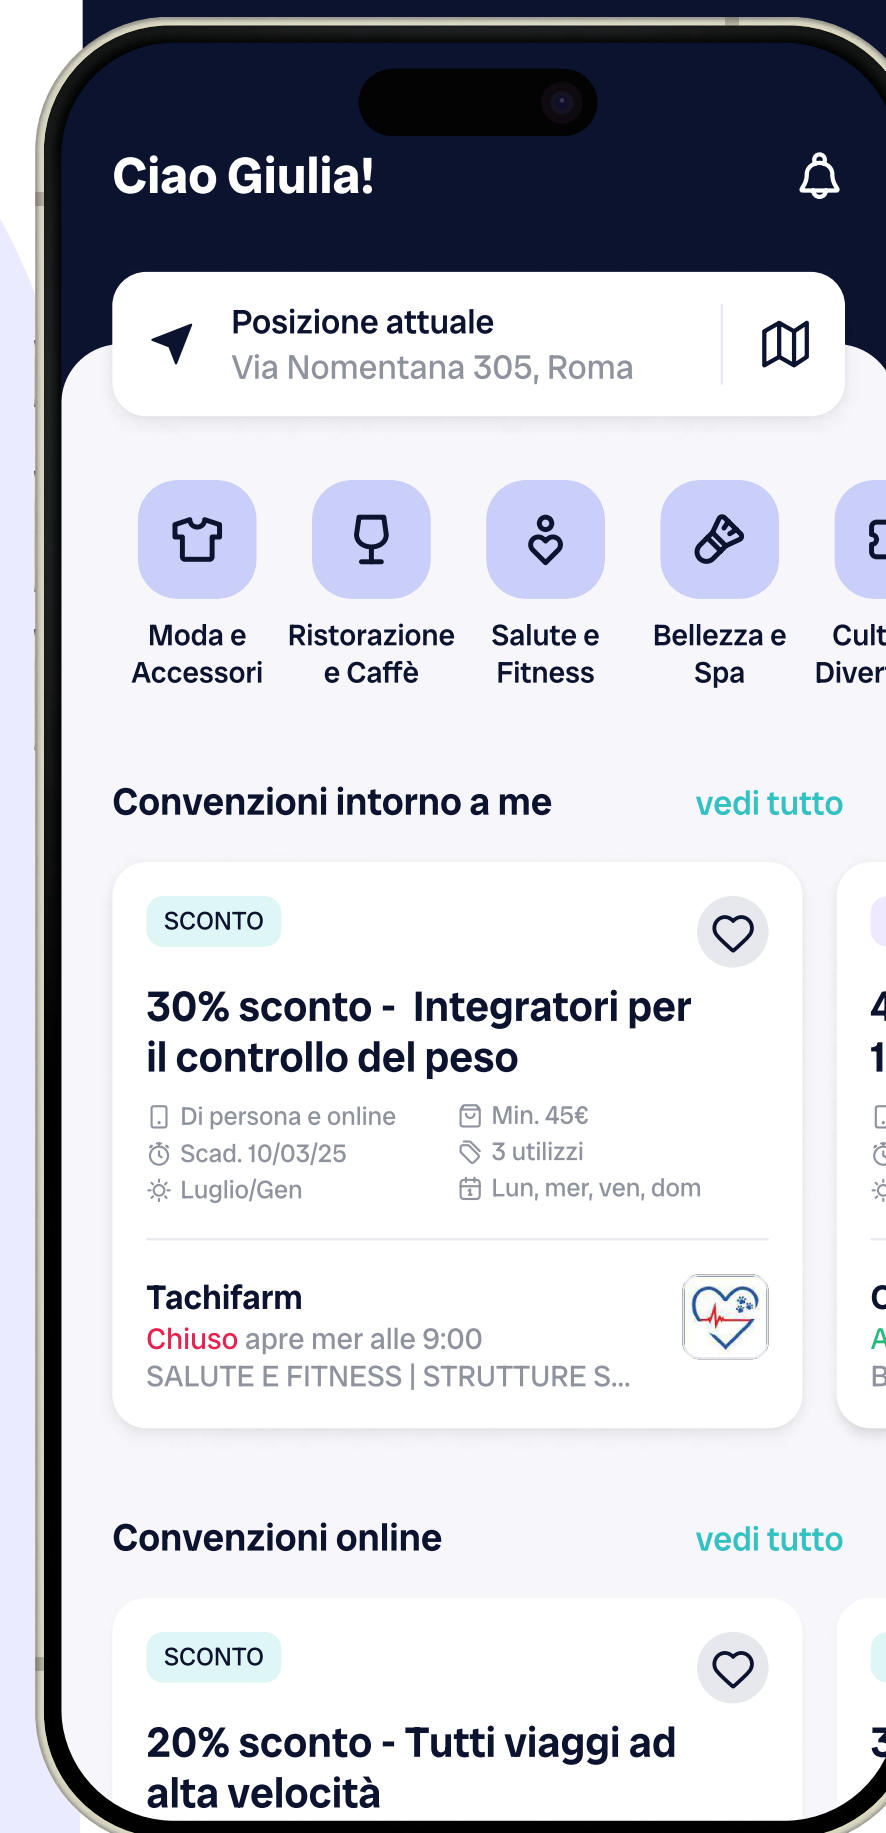 Ciao Giulia!
Posizione attuale
Via Nomentana 305, Roma
Moda e
Accessori
Ristorazione
e Caffè
Salute e
Fitness
Bellezza e
Spa
Convenzioni intorno a me
vedi tutto
SCONTO
30% sconto - Integratori per
il controllo del peso
Di persona e online
Min. 45€
Scad. 10/03/25
3 utilizzi
Luglio/Gen
Lun, mer, ven, dom
Tachifarm
Chiuso apre mer alle 9:00
SALUTE E FITNESS | STRUTTURE S...
Convenzioni online
vedi tutto
SCONTO
20% sconto - Tutti viaggi ad
alta velocità